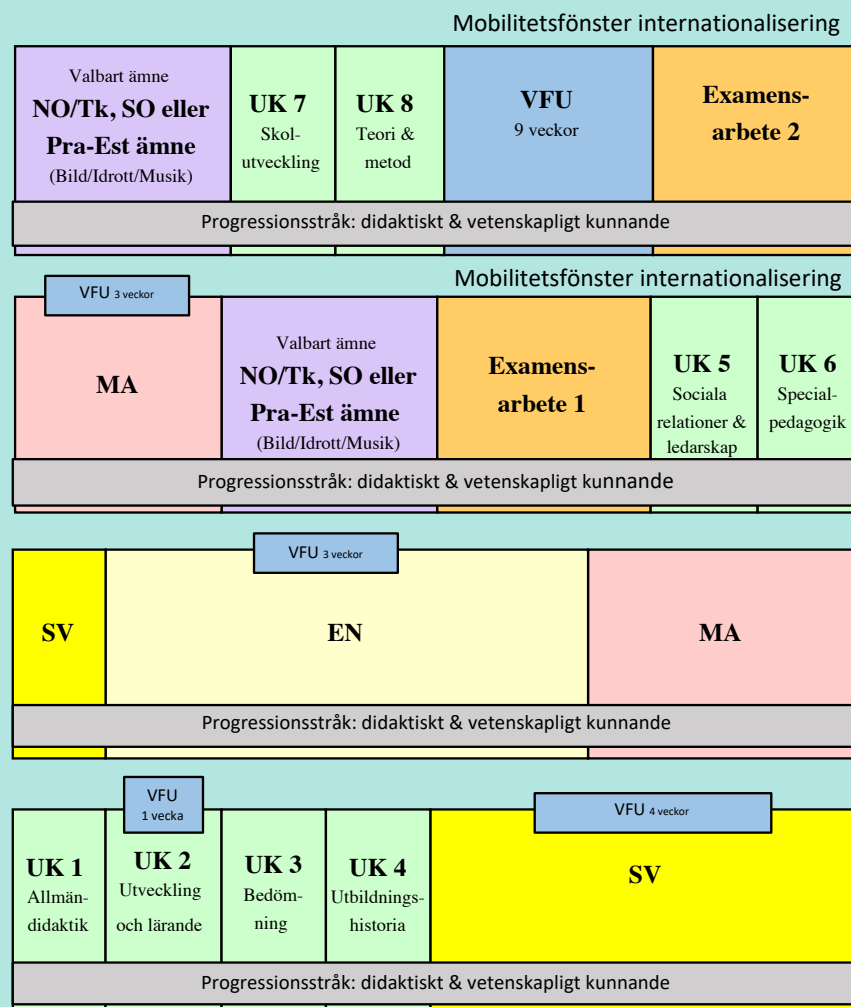 Mobilitetsfönster internationalisering
Valbart ämne
NO/Tk, SO eller
Pra-Est ämne
(Bild/Idrott/Musik)
UK 7
Skol-
utveckling
UK 8
Teori &
metod
VFU
9 veckor
Examens-
arbete 2
Progressionsstråk: didaktiskt & vetenskapligt kunnande
Mobilitetsfönster internationalisering
VFU 3 veckor
MA
Valbart ämne
NO/Tk, SO eller
Pra-Est ämne
(Bild/Idrott/Musik)
Examens-
arbete 1
UK 5
Sociala
relationer &
ledarskap
UK 6
Special-
pedagogik
Progressionsstråk: didaktiskt & vetenskapligt kunnande
VFU 3 veckor
SV
EN
MA
Progressionsstråk: didaktiskt & vetenskapligt kunnande
UK 1
Allmän-
didaktik
VFU
1 vecka
UK 2
Utveckling
och lärande
UK 3
Bedöm-
ning
UK 4
Utbildnings-
historia
VFU 4 veckor
SV
Progressionsstråk: didaktiskt & vetenskapligt kunnande